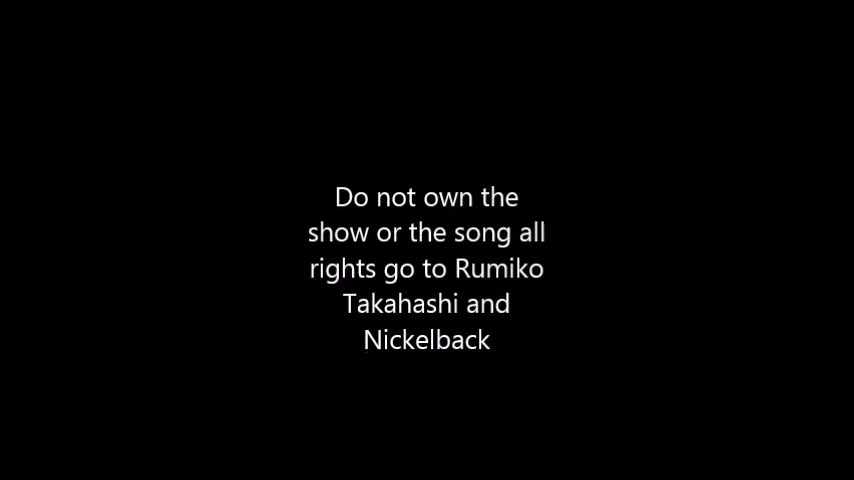 Do not own the
show or the song all
rights go to Rumiko
Takahashi and
Nickelback